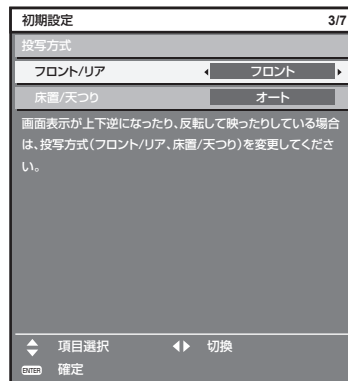 初期設定 3/7
投写方式
フロント/リア フロント
床置/天つり オート
画面表示が上下逆になったり、反転して映ったりしている場合
は、投写方式(フロント/リア、床置/天つり)を変更してくださ
い。
項目選択 切換
ENTER 確定